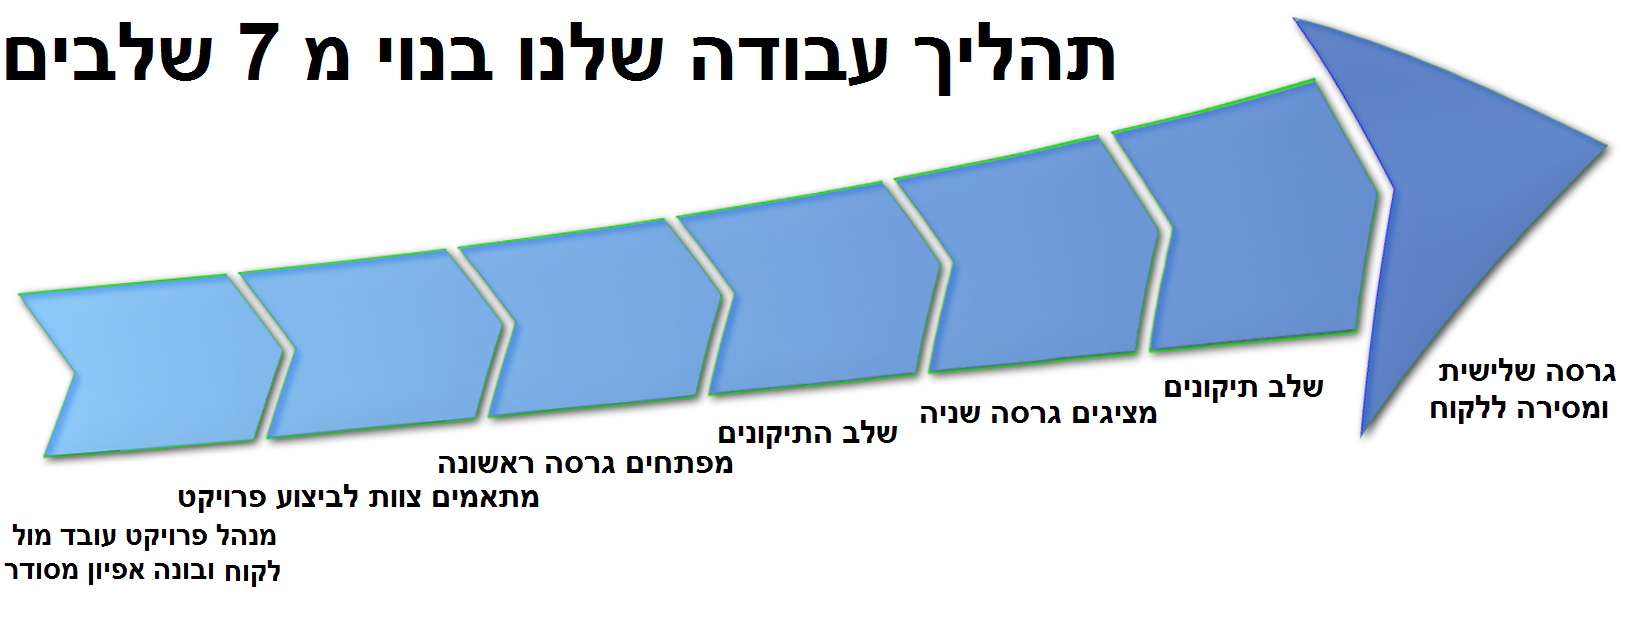 תהליך עבודה שלנו בנוי מ 7 שלבים
מנהל פרויקט עובד מול
לקוח ובונה אפיון מסודר
מתאמים צוות לביצוע פרויקט
מפתחים גרסה ראשונה
שלב התיקונים
מציגים גרסה שניה
שלב תיקונים
גרסה שלישית
ומסירה ללקוח